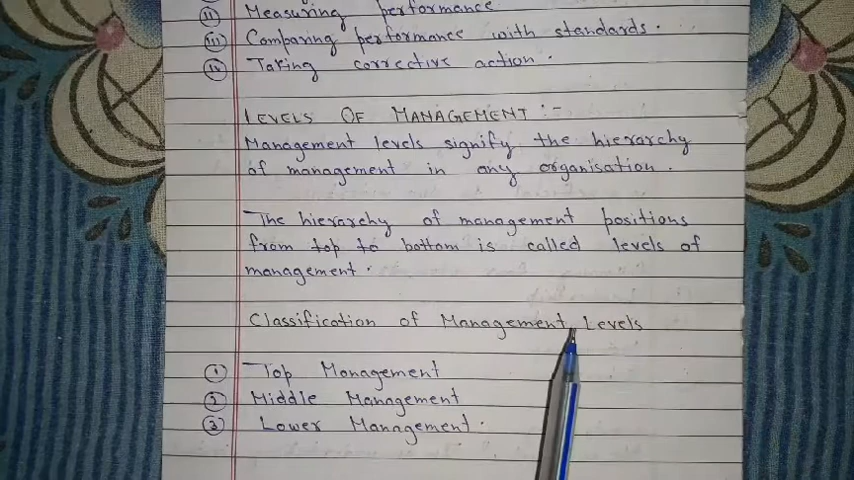 (ii) Measuring performance
(iii) Comparing performance with standards.
(iv) Taking corrective action.
LEVELS OF MANAGEMENT :-
Management levels signify the hierarchy
of management in any organisation.
The hierarchy of management positions
from top to bottom is called levels of
management.
Classification of Management Levels
(1) Top Management
(2) Middle Management
(3) Lower Management.